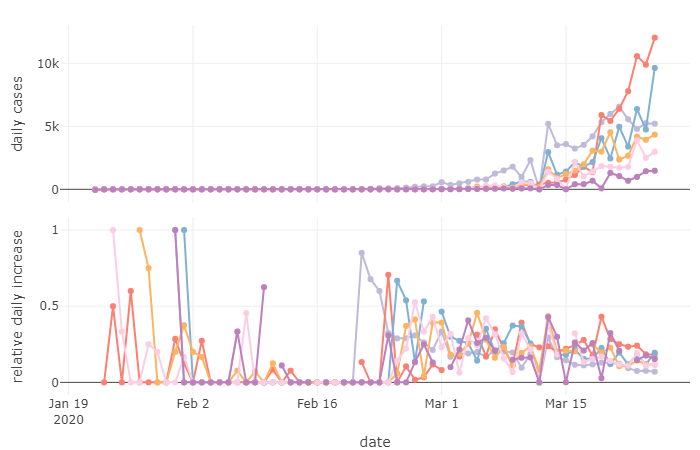 daily cases
10k
5k
0
relative daily increase
1
0.5
0
Jan 19
2020
Feb 2
Feb 16
Mar 1
Mar 15
date